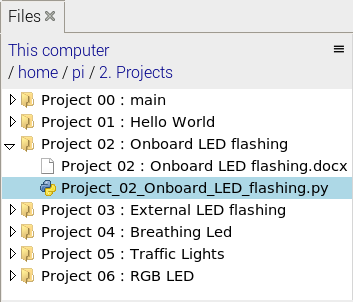 Files
This computer
/ home / pi / 2. Projects
Project 00 : main
Project 01 : Hello World
Project 02 : Onboard LED flashing
Project 02 : Onboard LED flashing.docx
Project_02_Onboard_LED_flashing.py
Project 03 : External LED flashing
Project 04 : Breathing Led
Project 05 : Traffic Lights
Project 06 : RGB LED